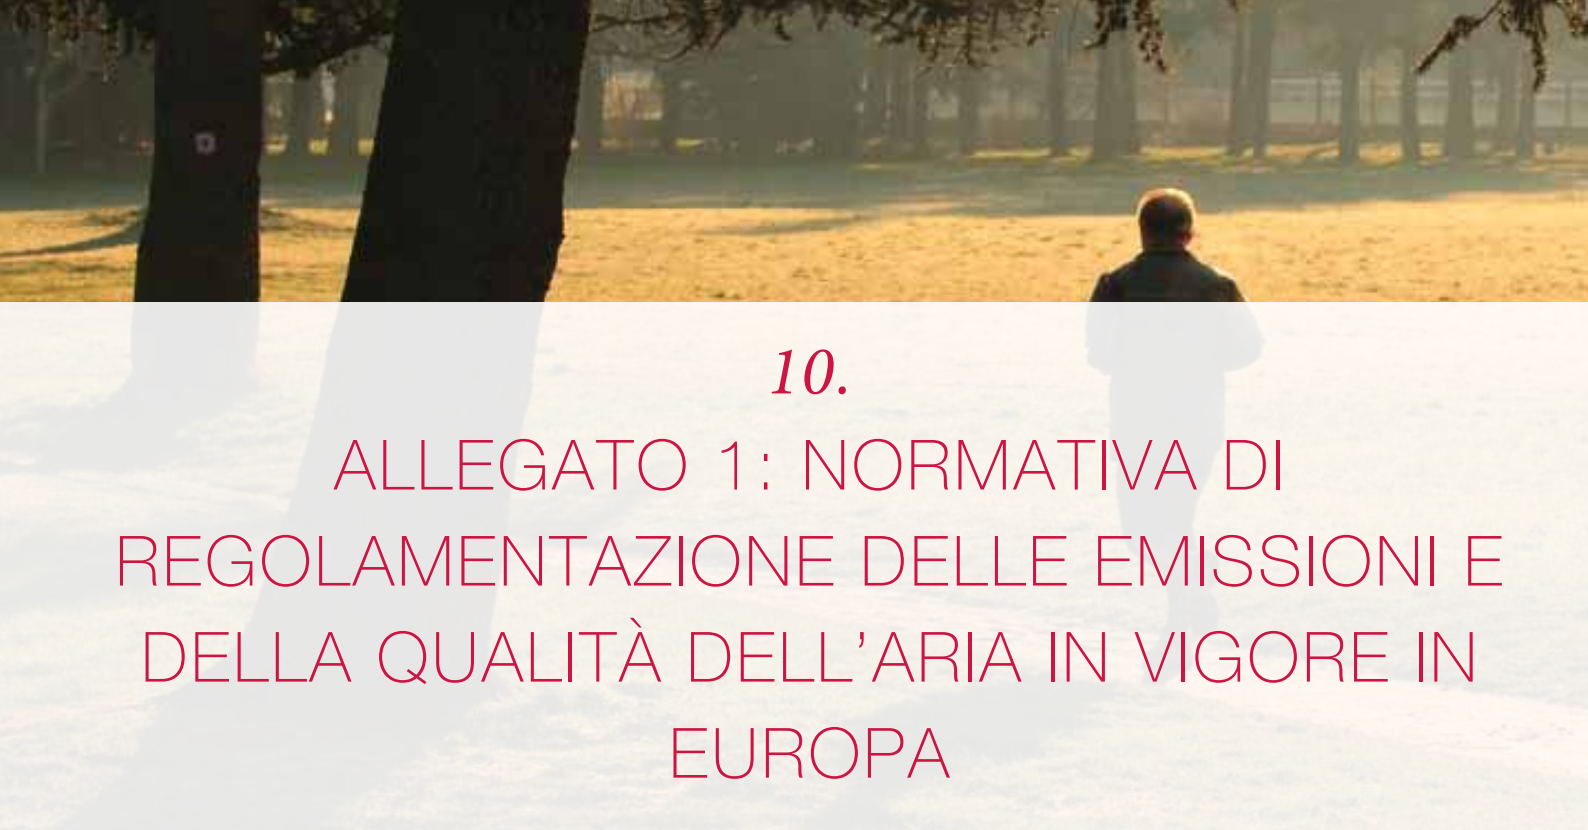 10.
ALLEGATO 1: NORMATIVA DI
REGOLAMENTAZIONE DELLE EMISSIONI E
DELLA QUALITÀ DELL’ARIA IN VIGORE IN
EUROPA